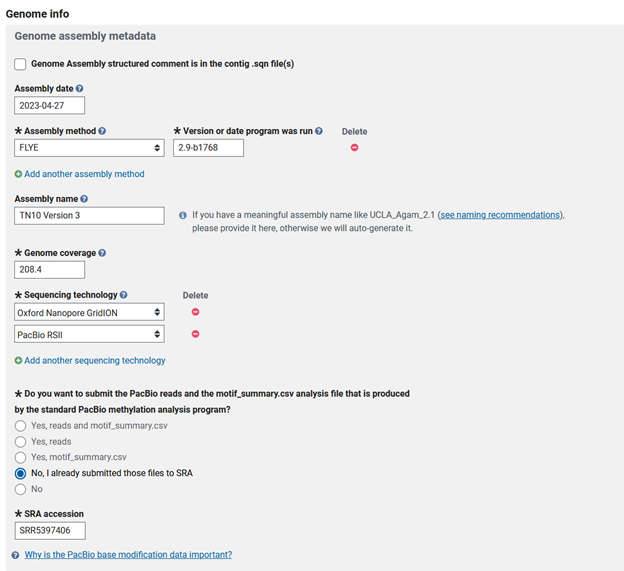 Genome info
Genome assembly metadata
Genome Assembly structured comment is in the contig .sqn file(s)
Assembly date ?
2023-04-27
* Assembly method ? * Version or date program was run ? Delete
FLYE 2.9-b1768
Add another assembly method
Assembly name ?
TN10 Version 3
If you have a meaningful assembly name like UCLA_Agam_2.1 (see naming recommendations),
please provide it here, otherwise we will auto-generate it.
* Genome coverage ?
208.4
* Sequencing technology ? Delete
Oxford Nanopore GridION
PacBio RSII
Add another sequencing technology
* Do you want to submit the PacBio reads and the motif_summary.csv analysis file that is produced
by the standard PacBio methylation analysis program?
Yes, reads and motif_summary.csv
Yes, reads
Yes, motif_summary.csv
No, I already submitted those files to SRA
No
* SRA accession
SRR5397406
? Why is the PacBio base modification data important?